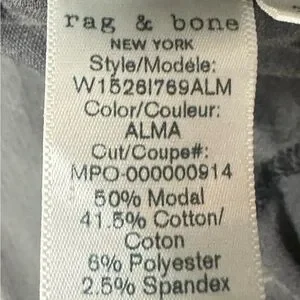 rag & bone
NEW YORK
Style/Modéle:
W1526I769ALM
Color/Couleur:
ALMA
Cut/Coupe#:
MPO-000000914
50% Modal
41.5% Cotton/
Coton
6% Polyester
2.5% Spandex